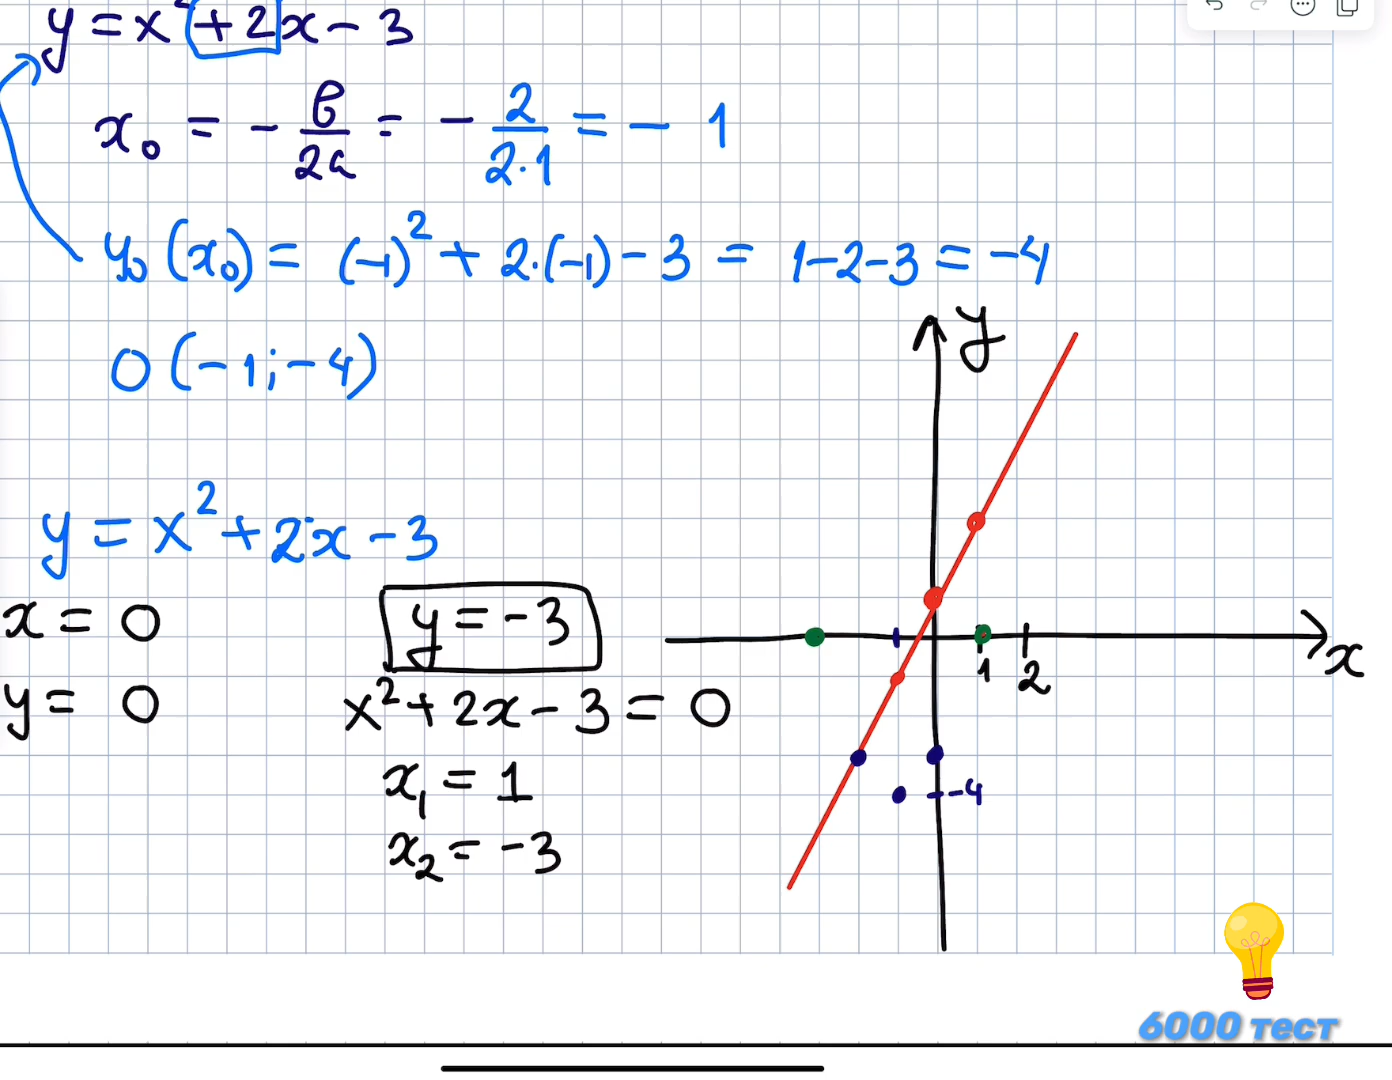 y = x² + 2x - 3
x₀ = - в/2a = - 2/2·1 = - 1
y₀ (x₀) = (-1)² + 2·(-1) - 3 = 1-2-3 = -4
O (-1; -4)
y
y = x² + 2x - 3
x = 0
y = -3
1
2
x
y = 0
x² + 2x - 3 = 0
x₁ = 1
-4
x₂ = -3
6000 тест